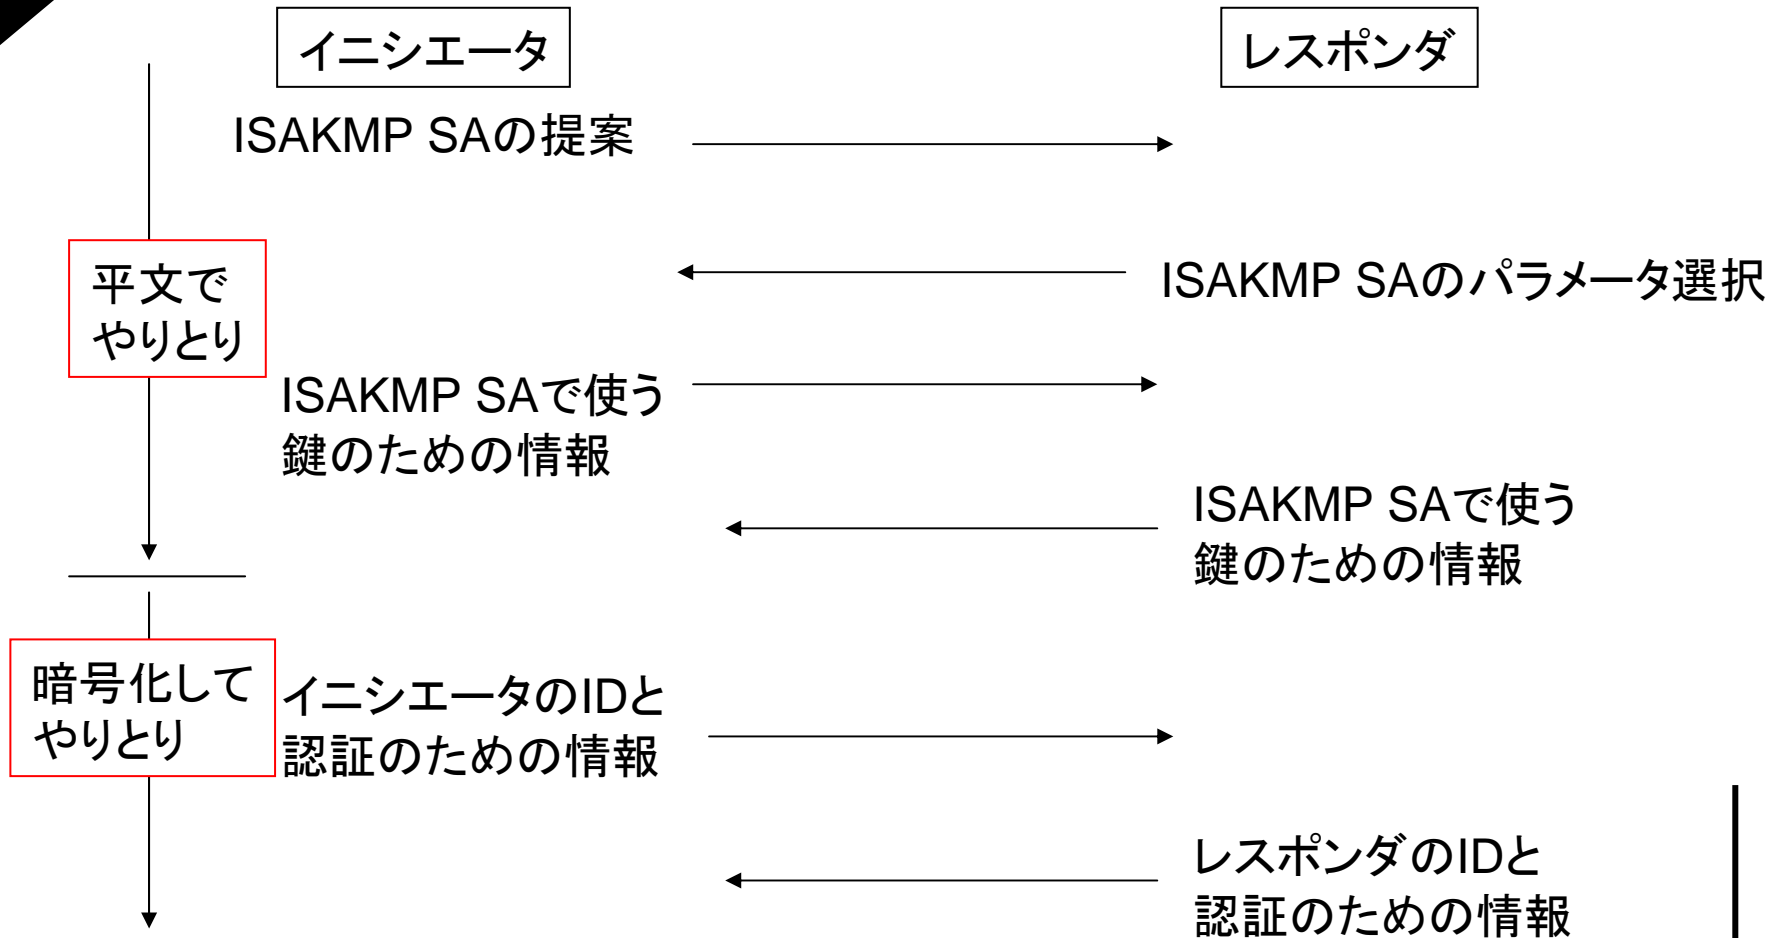 イニシエータ
レスポンダ
ISAKMP SAの提案
平文で
やりとり
ISAKMP SAのパラメータ選択
ISAKMP SAで使う
鍵のための情報
ISAKMP SAで使う
鍵のための情報
暗号化して
やりとり
イニシエータのIDと
認証のための情報
レスポンダのIDと
認証のための情報